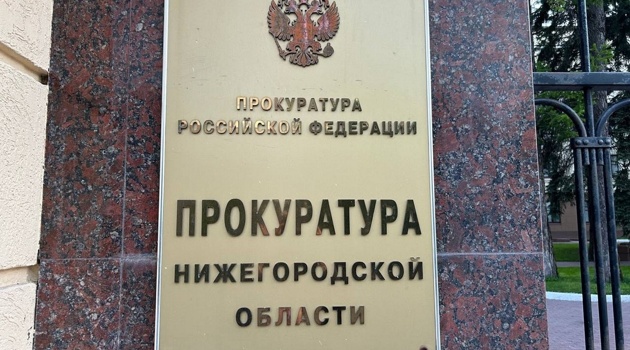 ПРОКУРАТУРА
РОССИЙСКОЙ ФЕДЕРАЦИИ
ПРОКУРАТУРА
НИЖЕГОРОДСКОЙ
ОБЛАСТИ